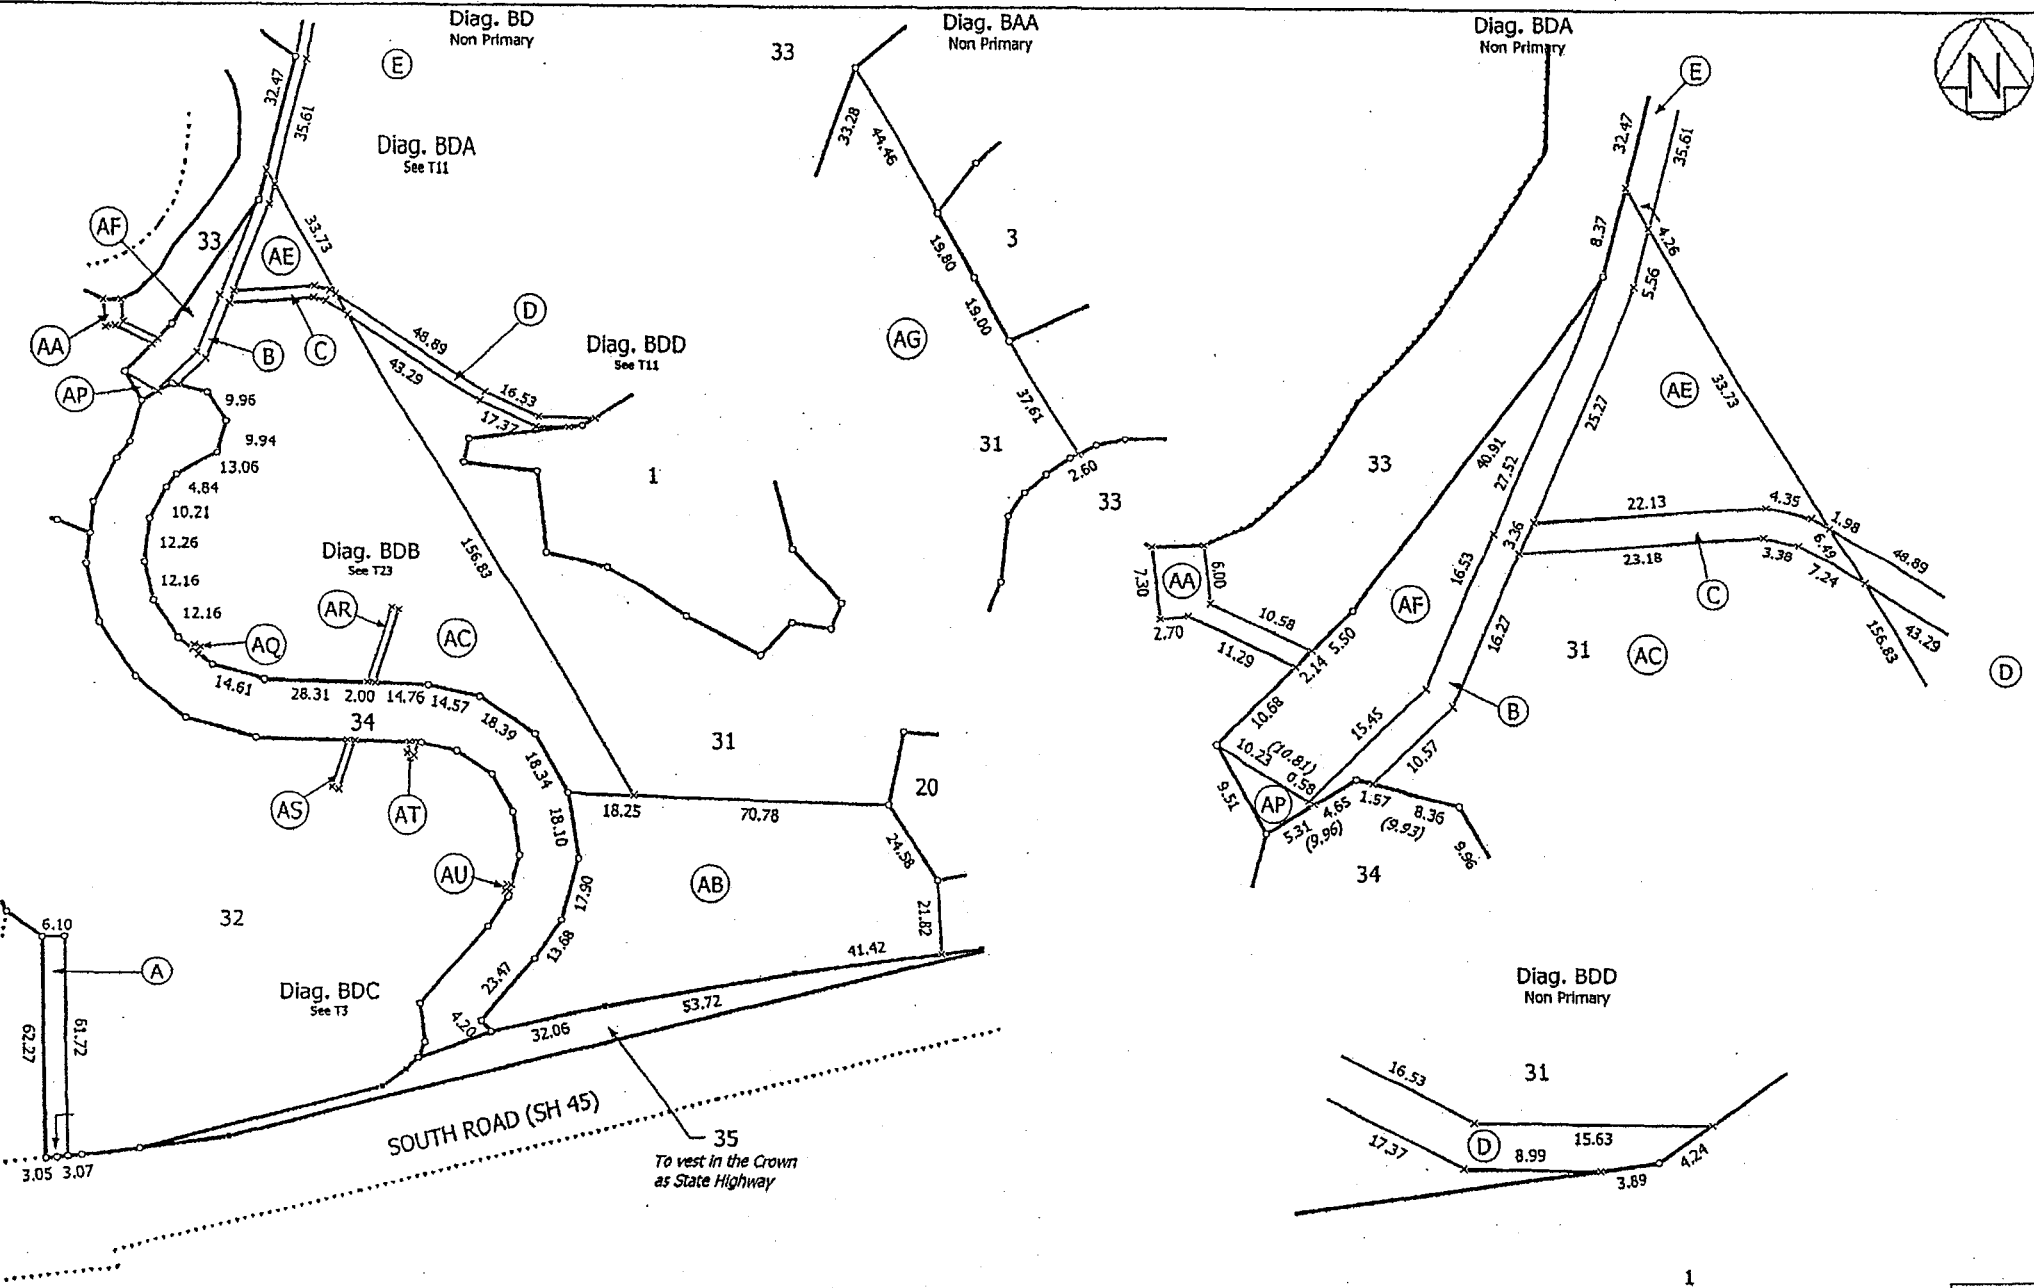 Diag. BD
Non Primary
E
32.47
35.61
Diag. BDA
See T11
AF
33
AE
33.73
AA
AP
B
C
D
48.89
43.29
16.53
17.37
Diag. BDD
See T11
1
9.96
9.94
13.06
4.84
10.21
12.26
12.16
12.16
AQ
14.61
Diag. BDB
See T23
AR
AC
156.83
28.31
2.00
14.76
14.57
34
18.39
18.34
18.10
AS
AT
AU
17.90
13.68
23.47
4.20
31
18.25
70.78
20
24.58
21.82
AB
41.42
53.72
32.06
32
6.10
A
62.27
61.72
3.05
3.07
Diag. BDC
See T3
SOUTH ROAD (SH 45)
35
To vest in the Crown
as State Highway
Diag. BAA
Non Primary
33
33.28
44.46
19.80
3
19.00
AG
37.61
31
2.60
33
Diag. BDA
Non Primary
N
E
32.47
35.61
8.37
4.26
5.56
AE
33.73
25.27
40.91
27.52
33
22.13
4.35
1.98
3.36
6.49
48.89
23.18
3.38
7.24
43.29
C
156.83
D
7.30
AA
6.00
2.70
10.58
11.29
2.14
5.50
AF
16.53
16.27
31
AC
B
10.68
15.45
10.57
10.23
(10.81)
0.58
9.51
AP
5.31
4.65
(9.96)
1.57
8.36
(9.93)
9.96
34
Diag. BDD
Non Primary
16.53
31
17.37
D
15.63
8.99
4.24
3.89
1